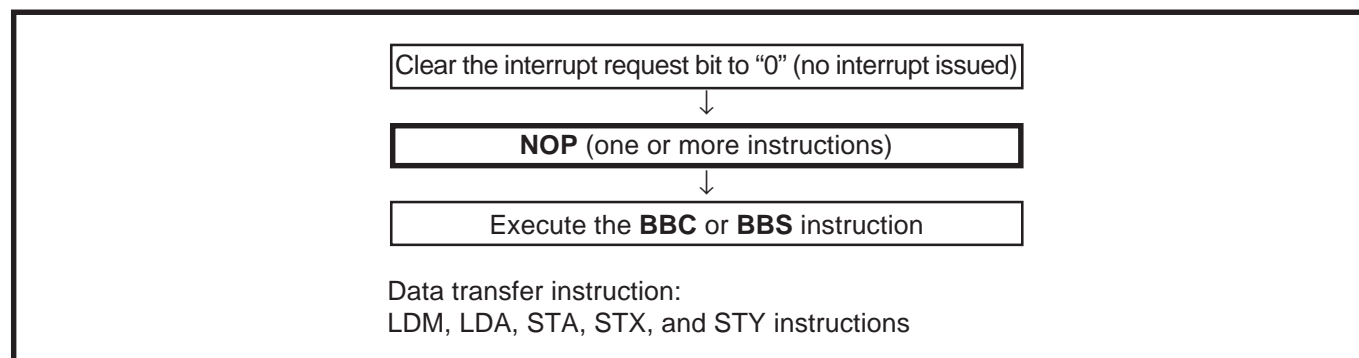 Clear the interrupt request bit to “0” (no interrupt issued)
↓
NOP (one or more instructions)
↓
Execute the BBC or BBS instruction
Data transfer instruction:
LDM, LDA, STA, STX, and STY instructions